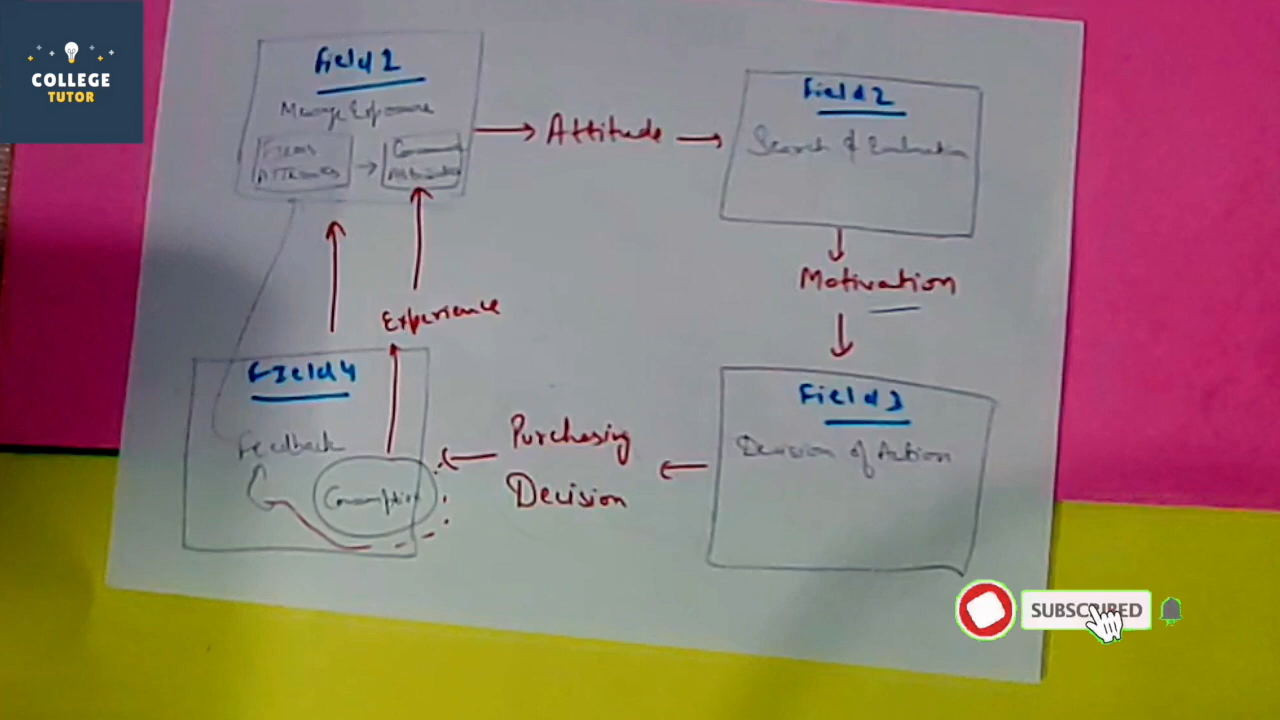 COLLEGE
TUTOR
Field 1
Message Exposure
Firms
Attributes
Consumer
Attributes
Attitude
Field 2
Search & Evaluation
Motivation
Field 3
Decision of Action
Purchasing
Decision
Experience
FIeld 4
Feedback
Consumption
SUBSCRIBED